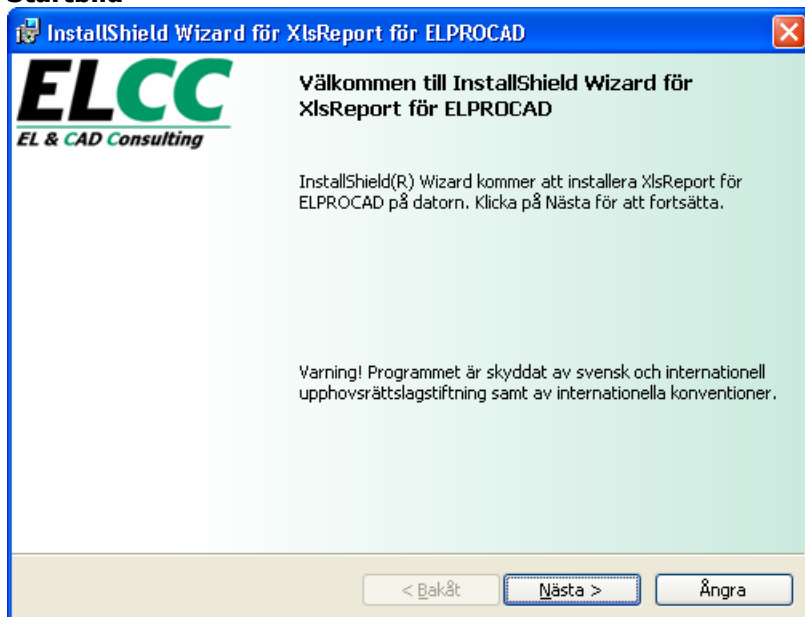 Startbild
InstallShield Wizard för XlsReport för ELPROCAD
ELCC
EL & CAD Consulting
Välkommen till InstallShield Wizard för
XlsReport för ELPROCAD
InstallShield(R) Wizard kommer att installera XlsReport för
ELPROCAD på datorn. Klicka på Nästa för att fortsätta.
Varning! Programmet är skyddat av svensk och internationell
upphovsrättslagstiftning samt av internationella konventioner.
< Bakåt
Nästa >
Ångra